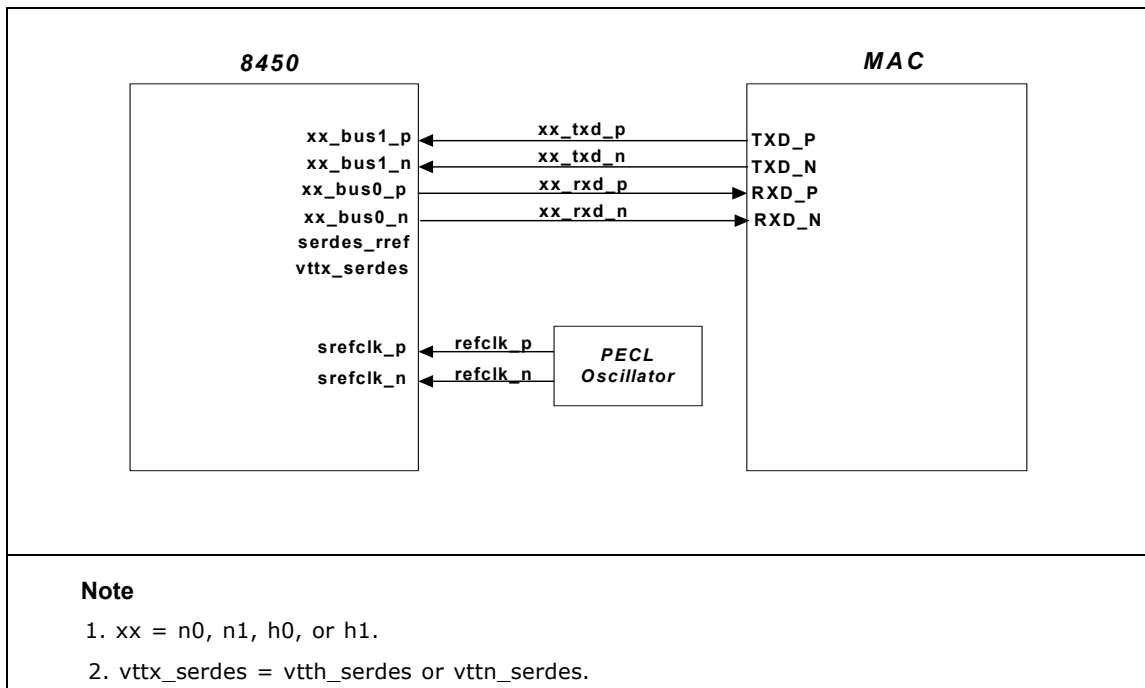 8450
MAC
xx_bus1_p
xx_txd_p
TXD_P
xx_bus1_n
xx_txd_n
TXD_N
xx_bus0_p
xx_rxd_p
RXD_P
xx_bus0_n
xx_rxd_n
RXD_N
serdes_rref
vttx_serdes
srefclk_p
refclk_p
srefclk_n
refclk_n
PECL
Oscillator
Note
1. xx = n0, n1, h0, or h1.
2. vttx_serdes = vtth_serdes or vttn_serdes.